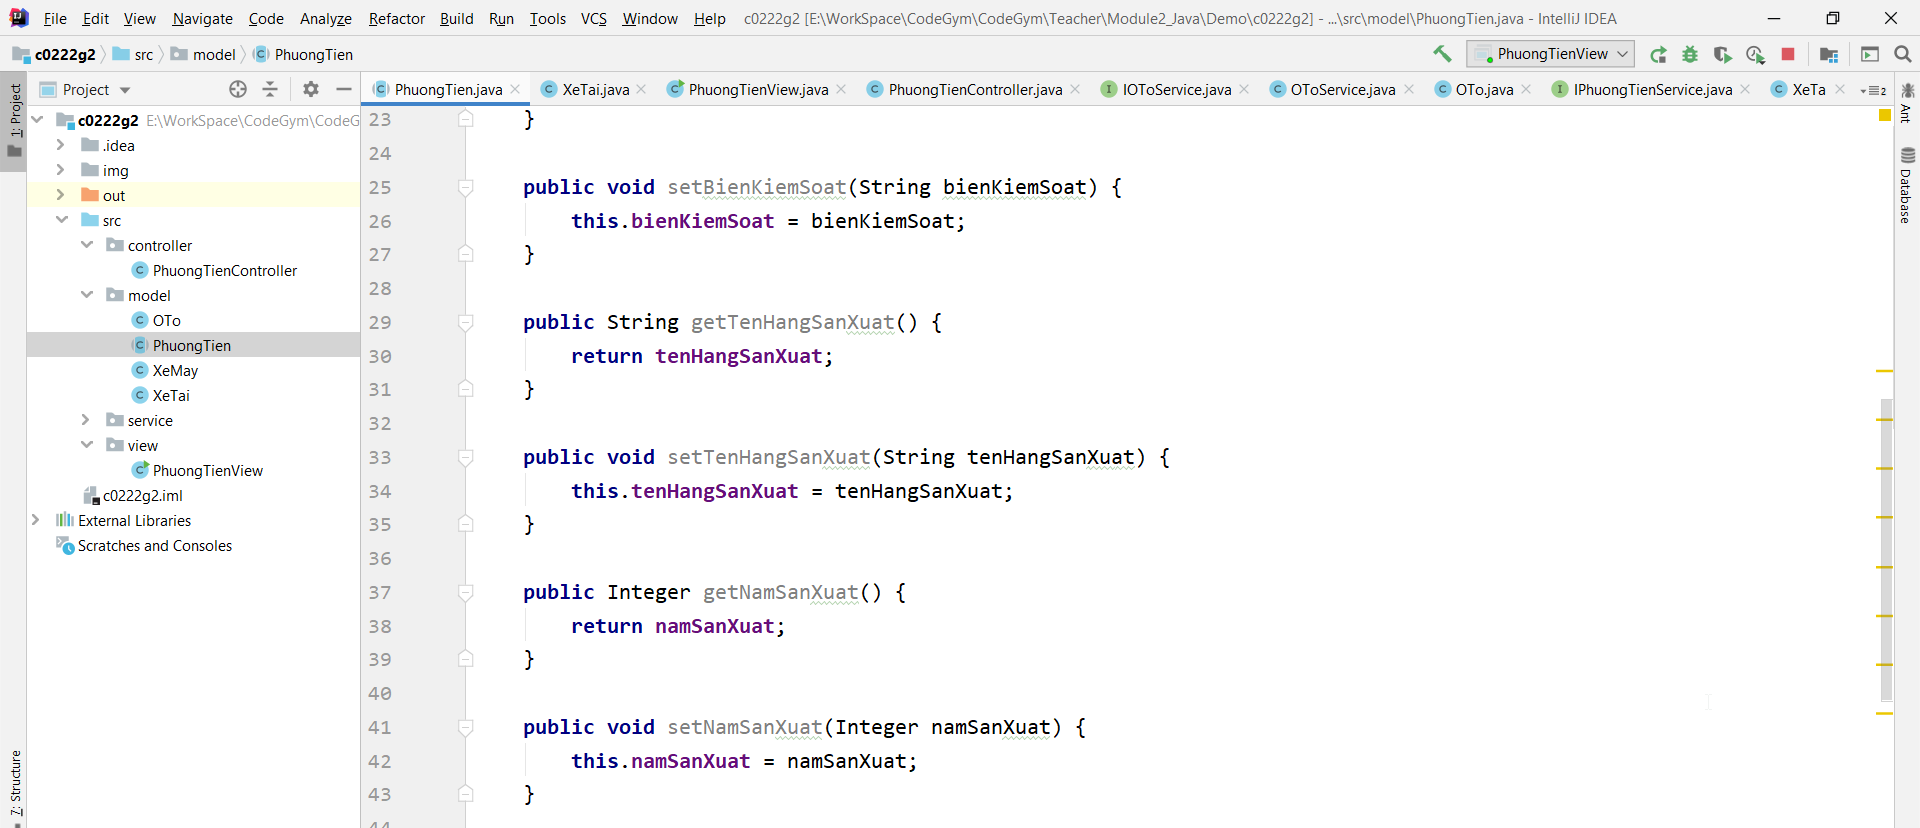 File Edit View Navigate Code Analyze Refactor Build Run Tools VCS Window Help c0222g2 [E:\WorkSpace\CodeGym\CodeGym\Teacher\Module2_Java\Demo\c0222g2] - ...\src\model\PhuongTien.java - IntelliJ IDEA
c0222g2 src model PhuongTien PhuongTienView
Project PhuongTien.java XeTai.java PhuongTienView.java PhuongTienController.java IOToService.java OToService.java OTo.java IPhuongTienService.java XeTa 2
1: Project
7: Structure
Ant
Database
c0222g2 E:\WorkSpace\CodeGym\CodeG
.idea
img
out
src
controller
PhuongTienController
model
OTo
PhuongTien
XeMay
XeTai
service
view
PhuongTienView
c0222g2.iml
External Libraries
Scratches and Consoles
23 }
24
25 public void setBienKiemSoat(String bienKiemSoat) {
26 this.bienKiemSoat = bienKiemSoat;
27 }
28
29 public String getTenHangSanXuat() {
30 return tenHangSanXuat;
31 }
32
33 public void setTenHangSanXuat(String tenHangSanXuat) {
34 this.tenHangSanXuat = tenHangSanXuat;
35 }
36
37 public Integer getNamSanXuat() {
38 return namSanXuat;
39 }
40
41 public void setNamSanXuat(Integer namSanXuat) {
42 this.namSanXuat = namSanXuat;
43 }
44